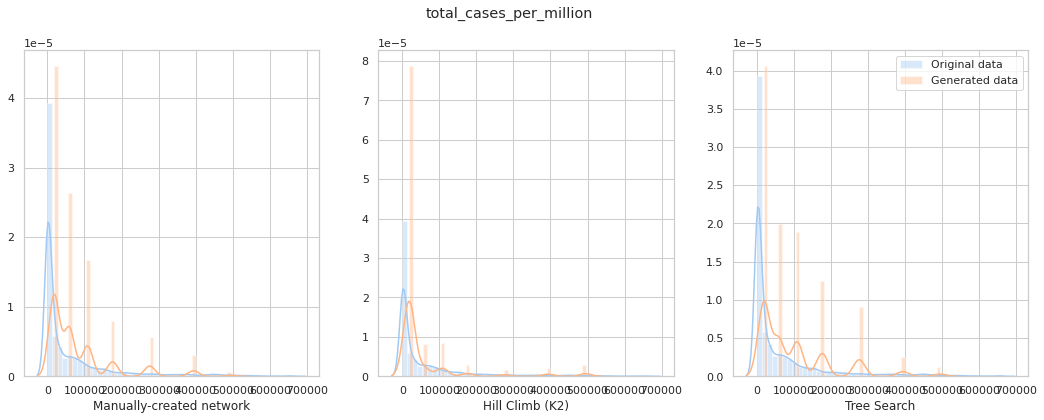 total_cases_per_million
1e−5
4
3
2
1
0
0 100000 200000 300000 400000 500000 600000 700000
Manually-created network
1e−5
8
7
6
5
4
3
2
1
0
0 100000 200000 300000 400000 500000 600000 700000
Hill Climb (K2)
1e−5
4.0
3.5
3.0
2.5
2.0
1.5
1.0
0.5
0.0
0 100000 200000 300000 400000 500000 600000 700000
Tree Search
Original data
Generated data